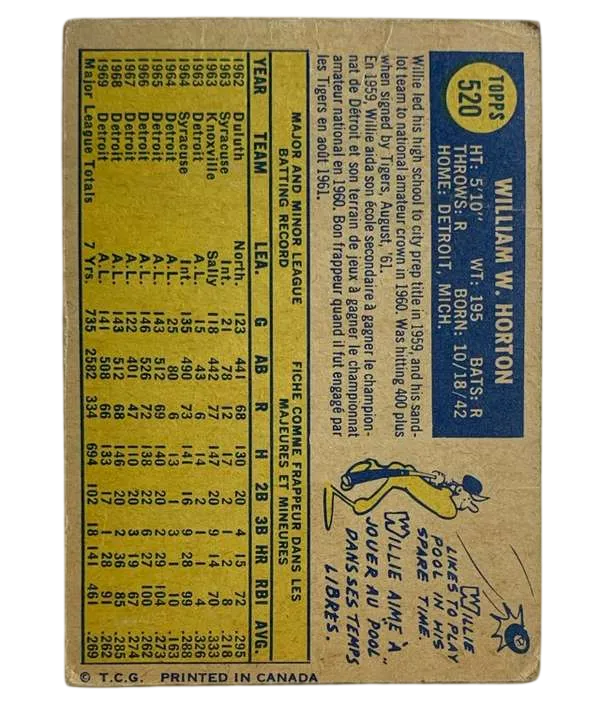 TOPPS
520
WILLIAM W. HORTON
HT: 5'10" WT: 195 BATS: R
THROWS: R BORN: 10/18/42
HOME: DETROIT, MICH.
Willie led his high school to city prep title in 1959, and his sand-
lot team to national amateur crown in 1960. Was hitting 400 plus
when signed by Tigers, August, '61.
En 1959, Willie aida son école secondaire à gagner le champion-
nat de Détroit et son terrain de jeux à gagner le championnat
amateur national en 1960. Bon frappeur quand il fut engagé par
les Tigers en août 1961.
WILLIE
LIKES TO PLAY
POOL IN HIS
SPARE TIME.
WILLIE AIME À
JOUER AU POOL
DANS SES TEMPS
LIBRES.
8
MAJOR AND MINOR LEAGUE
BATTING RECORD
FICHE COMME FRAPPEUR DANS LES
MAJEURES ET MINEURES
YEAR TEAM LEA. G AB R H 2B 3B HR RBI AVG.
1962 Duluth North. 123 441 68 130 20 4 15 72 .295
1963 Syracuse Int. 21 78 12 17 2 8 .218
1963 Knoxville Sally 118 442 77 147 20 6 14 70 .333
1963 Detroit A.L. 15 43 6 14 2 1 1 4 .326
1964 Syracuse Int. 135 490 73 141 16 9 28 99 .288
1964 Detroit A.L. 25 80 6 13 1 3 1 10 .163
1965 Detroit A.L. 143 512 69 140 20 2 29 104 .273
1966 Detroit A.L. 146 526 72 138 22 6 27 100 .262
1967 Detroit A.L. 122 401 47 110 20 3 19 67 .274
1968 Detroit A.L. 143 512 68 146 20 2 36 85 .285
1969 Detroit A.L. 141 508 66 133 17 1 28 91 .262
Major League Totals 7 Yrs. 735 2582 334 694 102 18 141 461 .269
© T.C.G. PRINTED IN CANADA